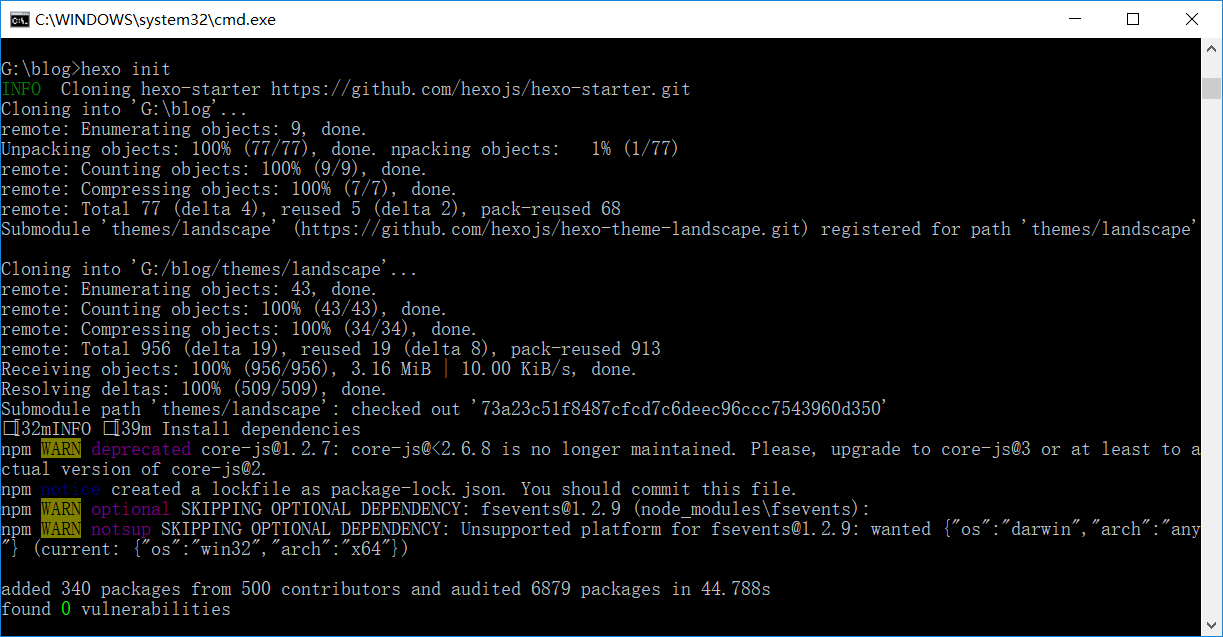 C:\WINDOWS\system32\cmd.exe
G:\blog>hexo init
INFO  Cloning hexo-starter https://github.com/hexojs/hexo-starter.git
Cloning into 'G:\blog'...
remote: Enumerating objects: 9, done.
Unpacking objects: 100% (77/77), done. npacking objects:   1% (1/77)
remote: Counting objects: 100% (9/9), done.
remote: Compressing objects: 100% (7/7), done.
remote: Total 77 (delta 4), reused 5 (delta 2), pack-reused 68
Submodule 'themes/landscape' (https://github.com/hexojs/hexo-theme-landscape.git) registered for path 'themes/landscape'
Cloning into 'G:/blog/themes/landscape'...
remote: Enumerating objects: 43, done.
remote: Counting objects: 100% (43/43), done.
remote: Compressing objects: 100% (34/34), done.
remote: Total 956 (delta 19), reused 19 (delta 8), pack-reused 913
Receiving objects: 100% (956/956), 3.16 MiB | 10.00 KiB/s, done.
Resolving deltas: 100% (509/509), done.
Submodule path 'themes/landscape': checked out '73a23c51f8487cfcd7c6deec96ccc7543960d350'
[32mINFO [39m Install dependencies
npm WARN deprecated core-js@1.2.7: core-js@<2.6.8 is no longer maintained. Please, upgrade to core-js@3 or at least to a
ctual version of core-js@2.
npm notice created a lockfile as package-lock.json. You should commit this file.
npm WARN optional SKIPPING OPTIONAL DEPENDENCY: fsevents@1.2.9 (node_modules\fsevents):
npm WARN notsup SKIPPING OPTIONAL DEPENDENCY: Unsupported platform for fsevents@1.2.9: wanted {"os":"darwin","arch":"any
"} (current: {"os":"win32","arch":"x64"})
added 340 packages from 500 contributors and audited 6879 packages in 44.788s
found 0 vulnerabilities